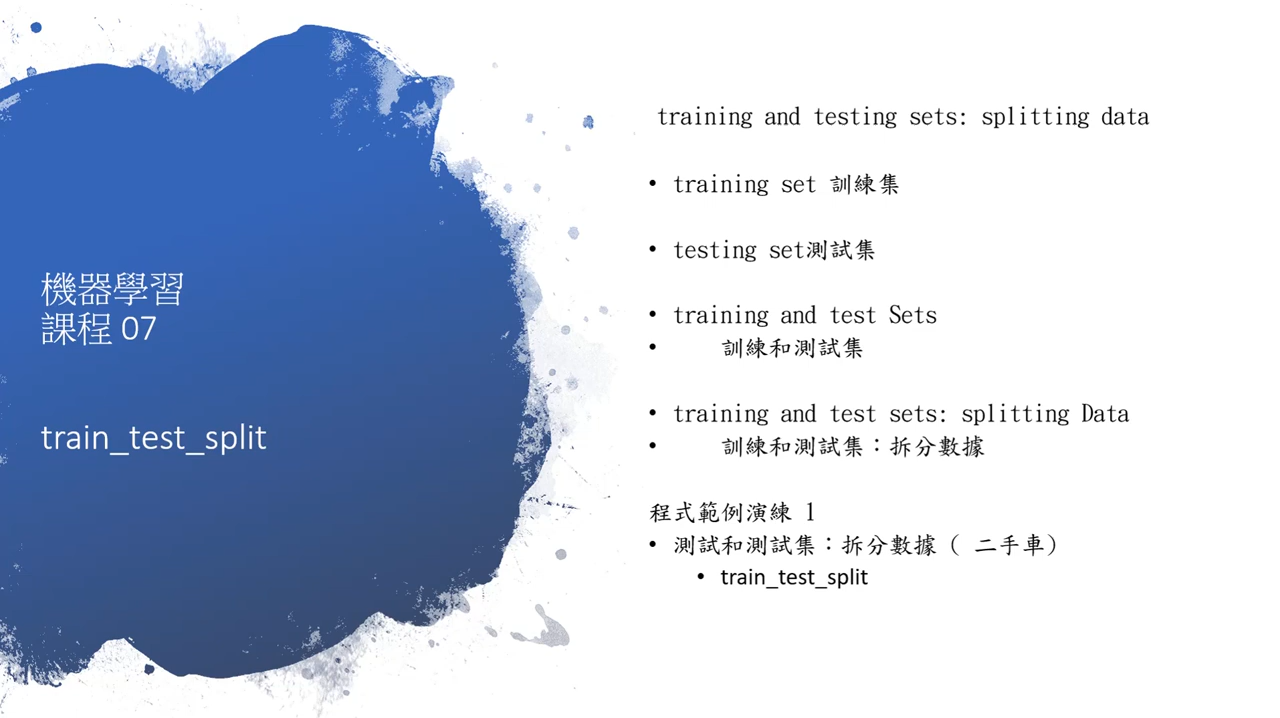 機器學習
課程 07
train_test_split
training and testing sets: splitting data
• training set 訓練集
• testing set測試集
• training and test Sets
• 訓練和測試集
• training and test sets: splitting Data
• 訓練和測試集：拆分數據
程式範例演練 1
• 測試和測試集：拆分數據 ( 二手車)
• train_test_split